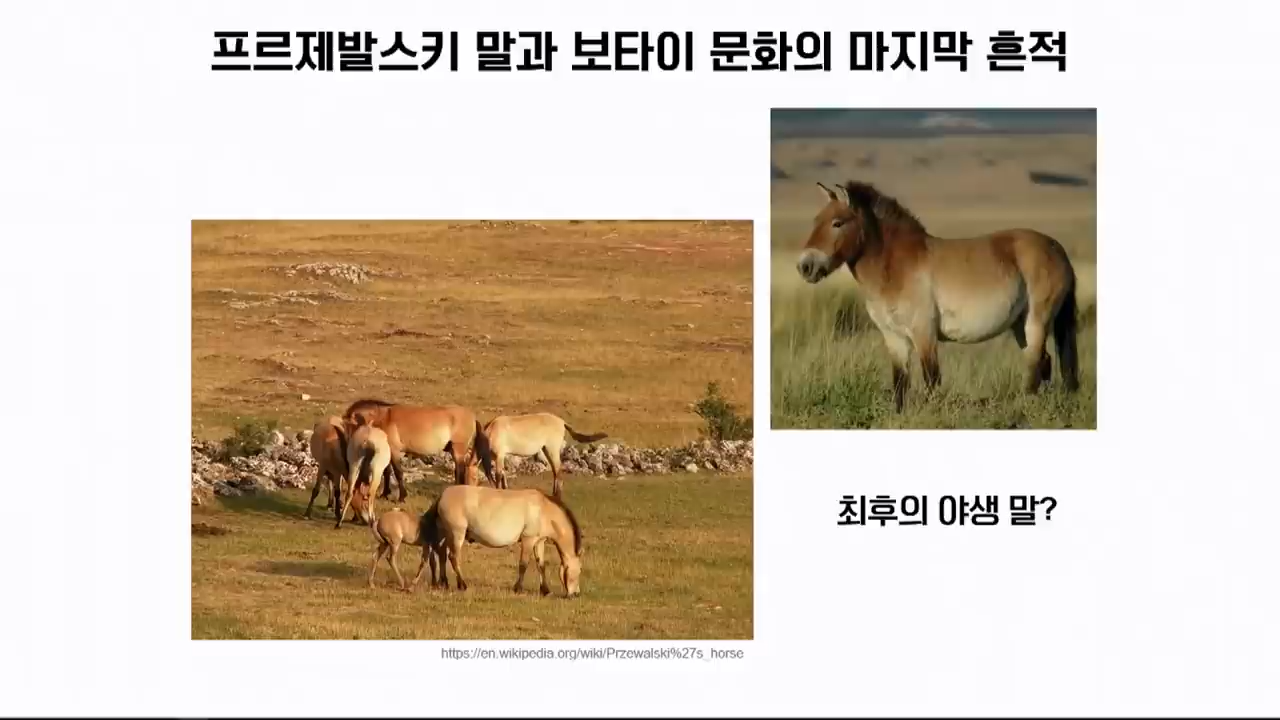 프르제발스키 말과 보타이 문화의 마지막 흔적
최후의 야생 말?
https://en.wikipedia.org/wiki/Przewalski%27s_horse